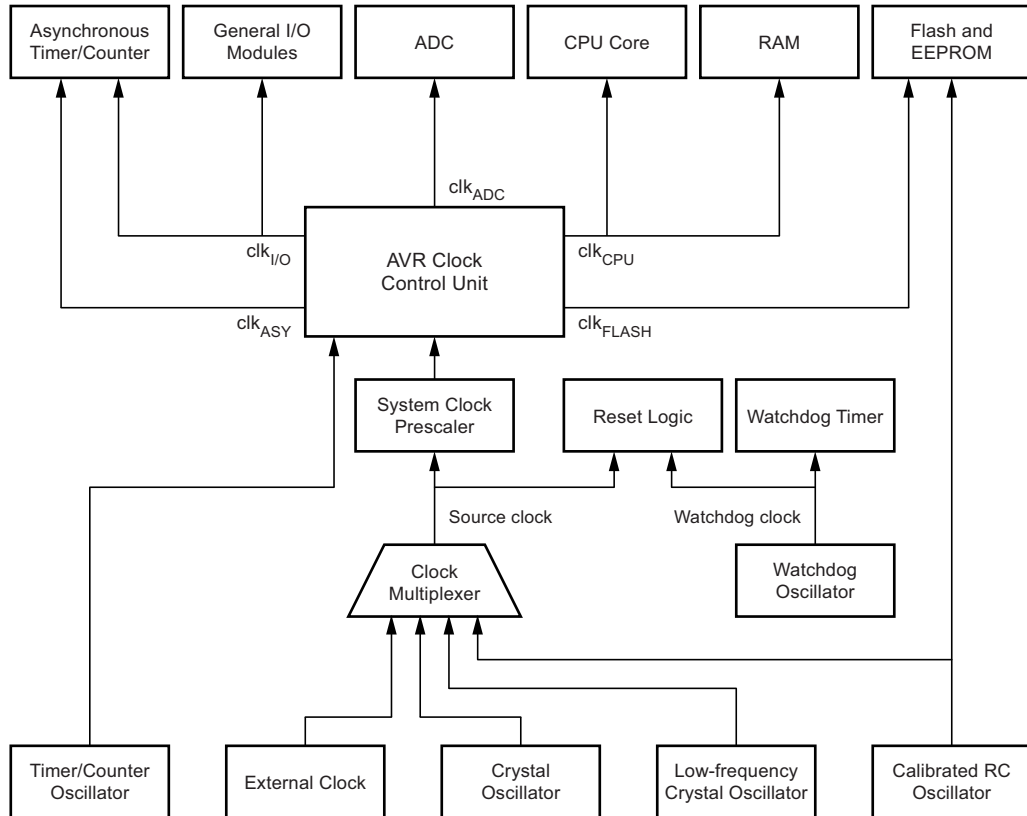 Asynchronous
Timer/Counter
General I/O
Modules
ADC
CPU Core
RAM
Flash and
EEPROM
clkADC
clkI/O
AVR Clock
Control Unit
clkCPU
clkASY
clkFLASH
System Clock
Prescaler
Reset Logic
Watchdog Timer
Source clock
Watchdog clock
Clock
Multiplexer
Watchdog
Oscillator
Timer/Counter
Oscillator
External Clock
Crystal
Oscillator
Low-frequency
Crystal Oscillator
Calibrated RC
Oscillator